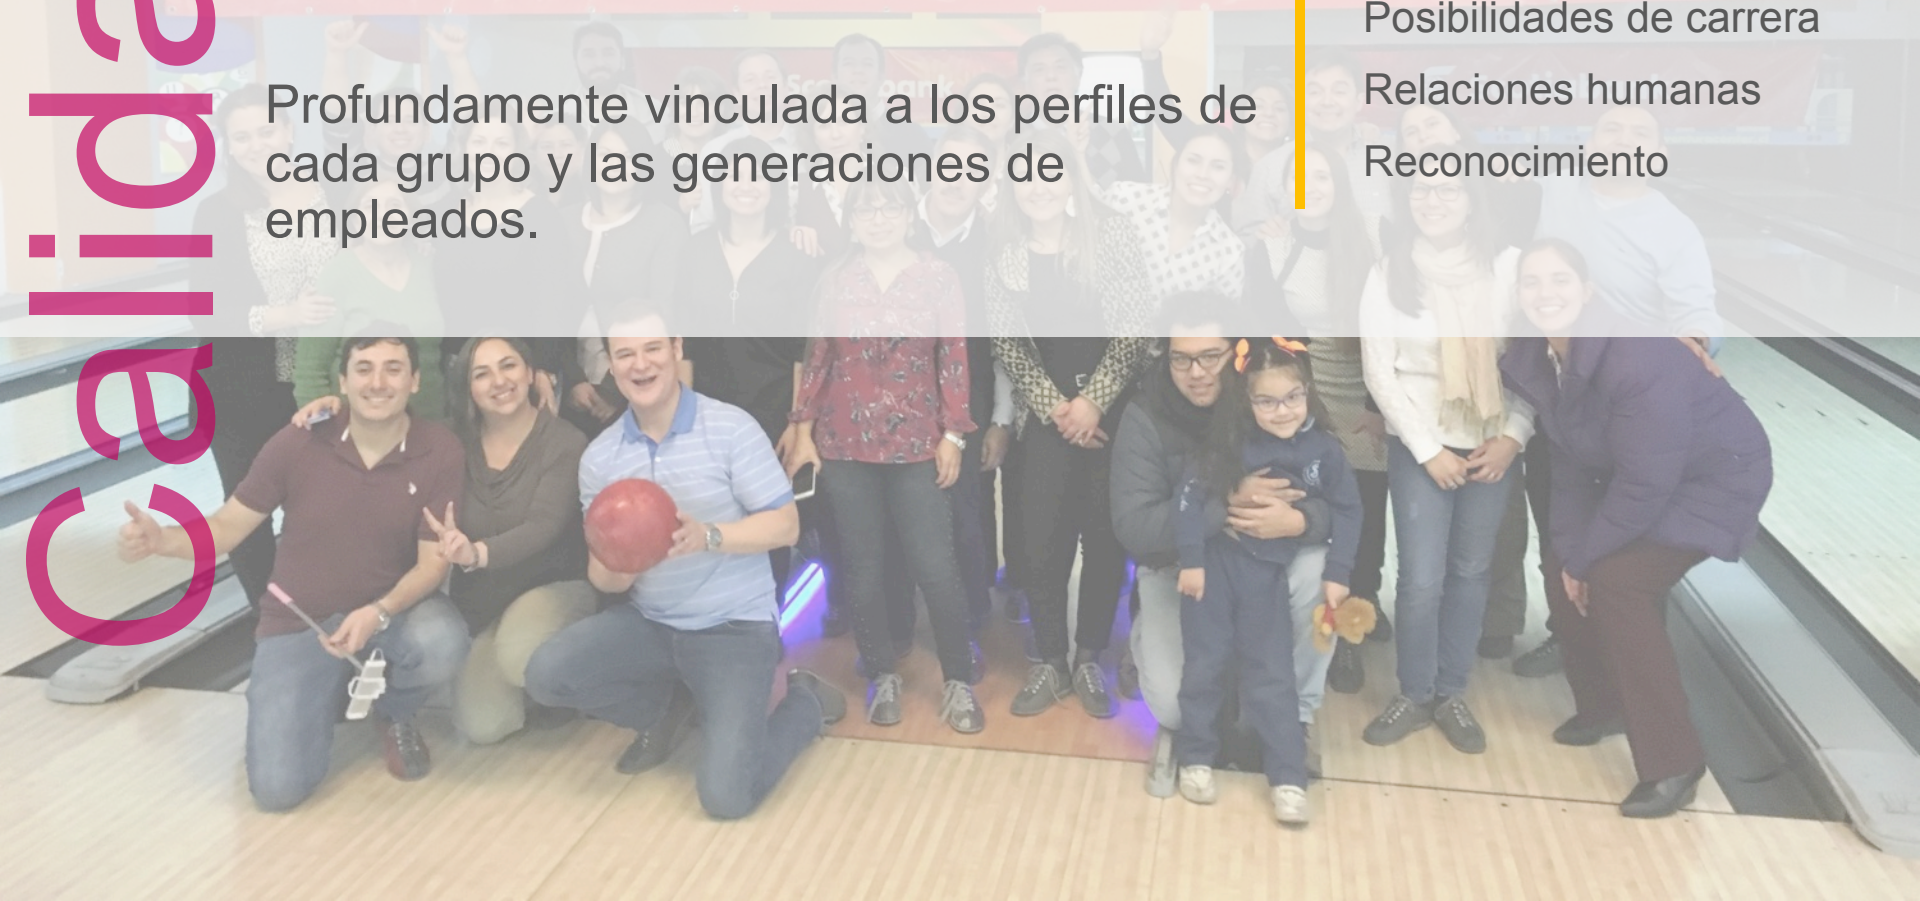 Calida
Profundamente vinculada a los perfiles de
cada grupo y las generaciones de
empleados.
Posibilidades de carrera
Relaciones humanas
Reconocimiento